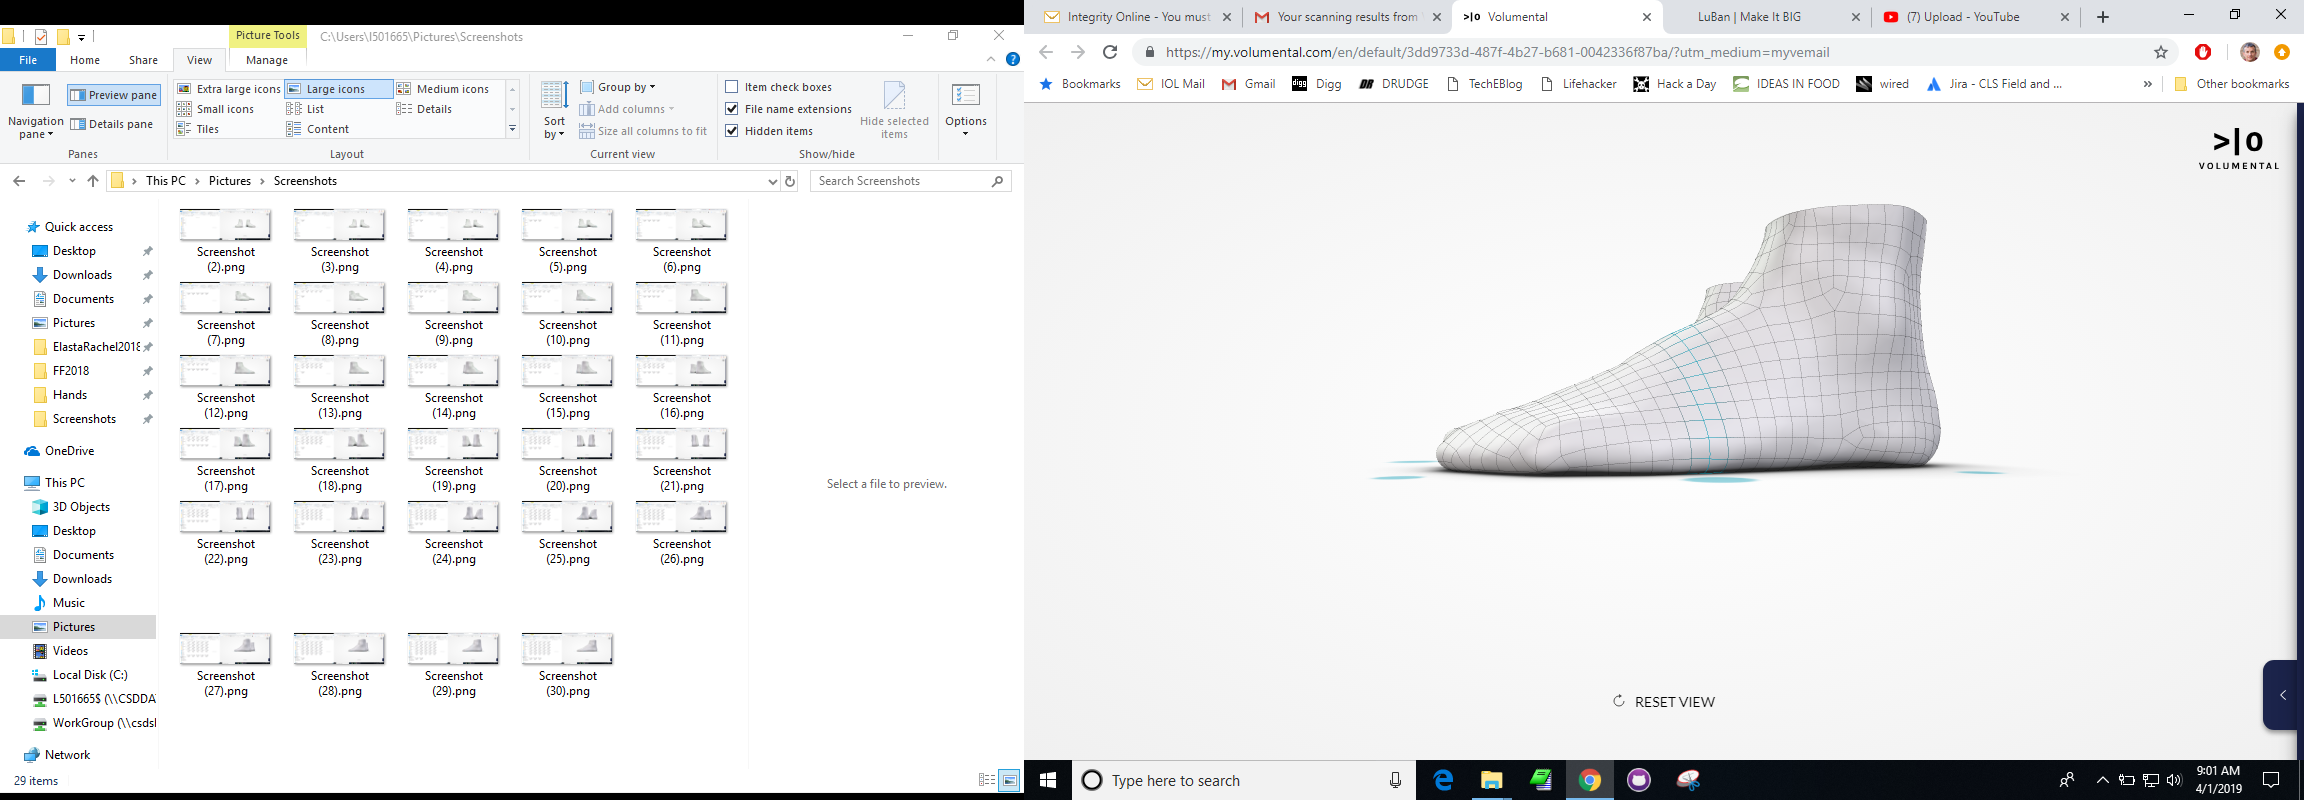 Picture Tools
C:\Users\I501665\Pictures\Screenshots
File
Home
Share
View
Manage
Preview pane
Details pane
Navigation pane
Panes
Extra large icons
Large icons
Medium icons
Small icons
List
Details
Tiles
Content
Layout
Sort by
Group by
Add columns
Size all columns to fit
Current view
Item check boxes
File name extensions
Hidden items
Hide selected items
Show/hide
Options
This PC
Pictures
Screenshots
Search Screenshots
Quick access
Desktop
Downloads
Documents
Pictures
ElastaRachel2018
FF2018
Hands
Screenshots
OneDrive
This PC
3D Objects
Desktop
Documents
Downloads
Music
Pictures
Videos
Local Disk (C:)
L501665$ (\\CSDDA
WorkGroup (\\csdsl
Network
Screenshot (2).png
Screenshot (3).png
Screenshot (4).png
Screenshot (5).png
Screenshot (6).png
Screenshot (7).png
Screenshot (8).png
Screenshot (9).png
Screenshot (10).png
Screenshot (11).png
Screenshot (12).png
Screenshot (13).png
Screenshot (14).png
Screenshot (15).png
Screenshot (16).png
Screenshot (17).png
Screenshot (18).png
Screenshot (19).png
Screenshot (20).png
Screenshot (21).png
Screenshot (22).png
Screenshot (23).png
Screenshot (24).png
Screenshot (25).png
Screenshot (26).png
Screenshot (27).png
Screenshot (28).png
Screenshot (29).png
Screenshot (30).png
Select a file to preview.
29 items
Integrity Online - You must
Your scanning results from
>|o Volumental
LuBan | Make It BIG
(7) Upload - YouTube
https://my.volumental.com/en/default/3dd9733d-487f-4b27-b681-0042336f87ba/?utm_medium=myvemail
Bookmarks
IOL Mail
Gmail
digg Digg
DR DRUDGE
TechEBlog
Lifehacker
Hack a Day
IDEAS IN FOOD
wired
Jira - CLS Field and ...
»
Other bookmarks
>|o
VOLUMENTAL
RESET VIEW
Type here to search
9:01 AM
4/1/2019